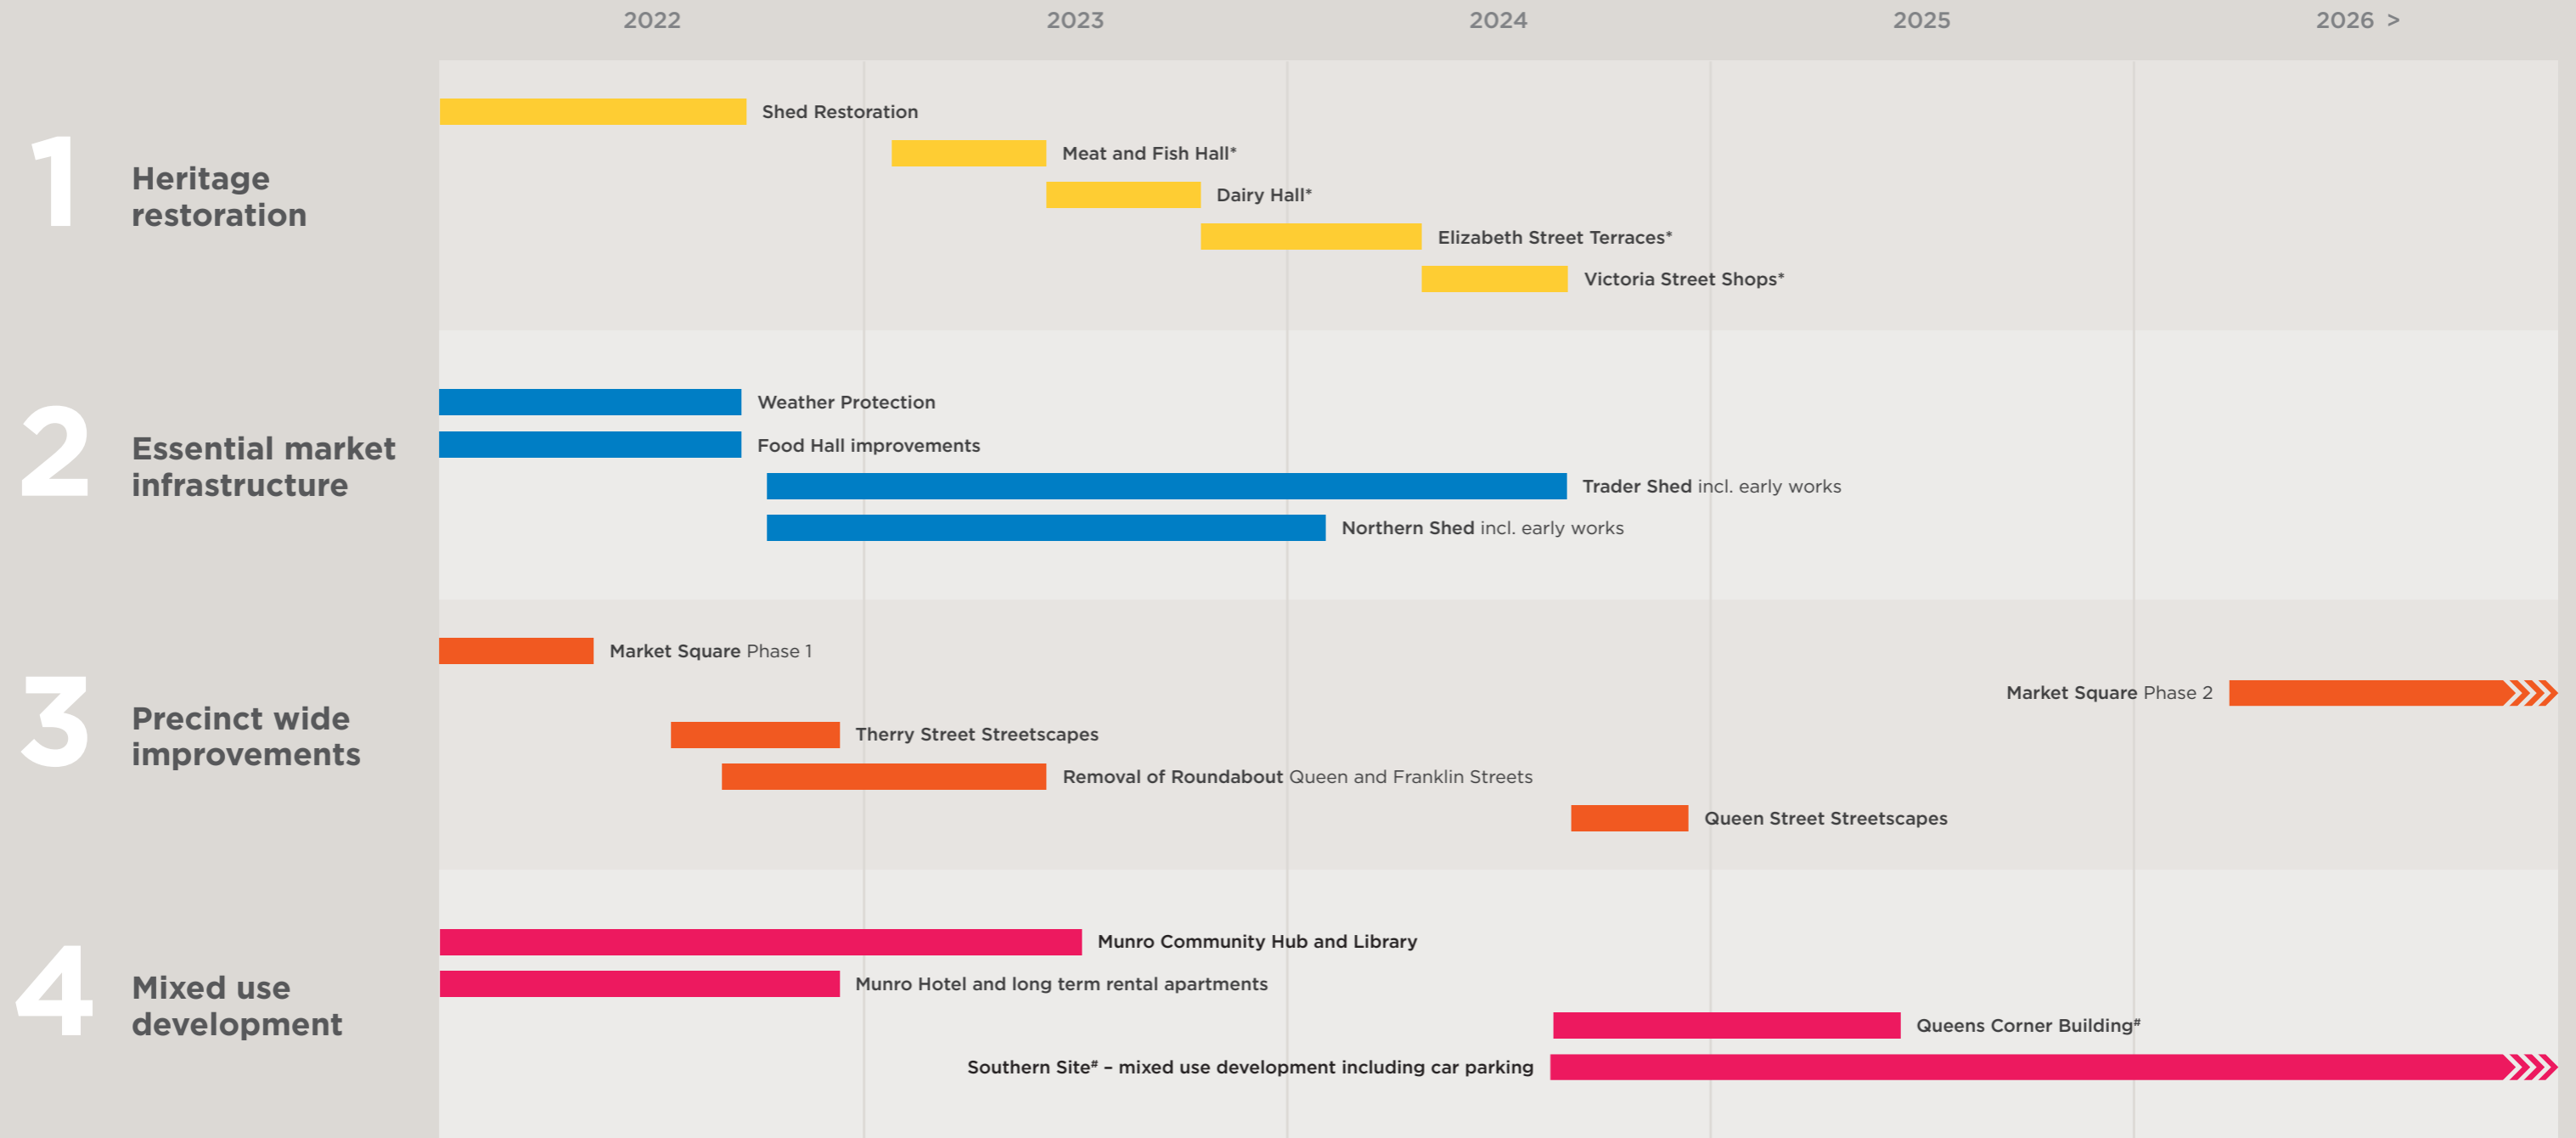 2022 2023 2024 2025 2026 >
1
Heritage
restoration
Shed Restoration
Meat and Fish Hall*
Dairy Hall*
Elizabeth Street Terraces*
Victoria Street Shops*
2
Essential market
infrastructure
Weather Protection
Food Hall improvements
Trader Shed incl. early works
Northern Shed incl. early works
3
Precinct wide
improvements
Market Square Phase 1
Market Square Phase 2
Therry Street Streetscapes
Removal of Roundabout Queen and Franklin Streets
Queen Street Streetscapes
4
Mixed use
development
Munro Community Hub and Library
Munro Hotel and long term rental apartments
Queens Corner Building#
Southern Site# – mixed use development including car parking